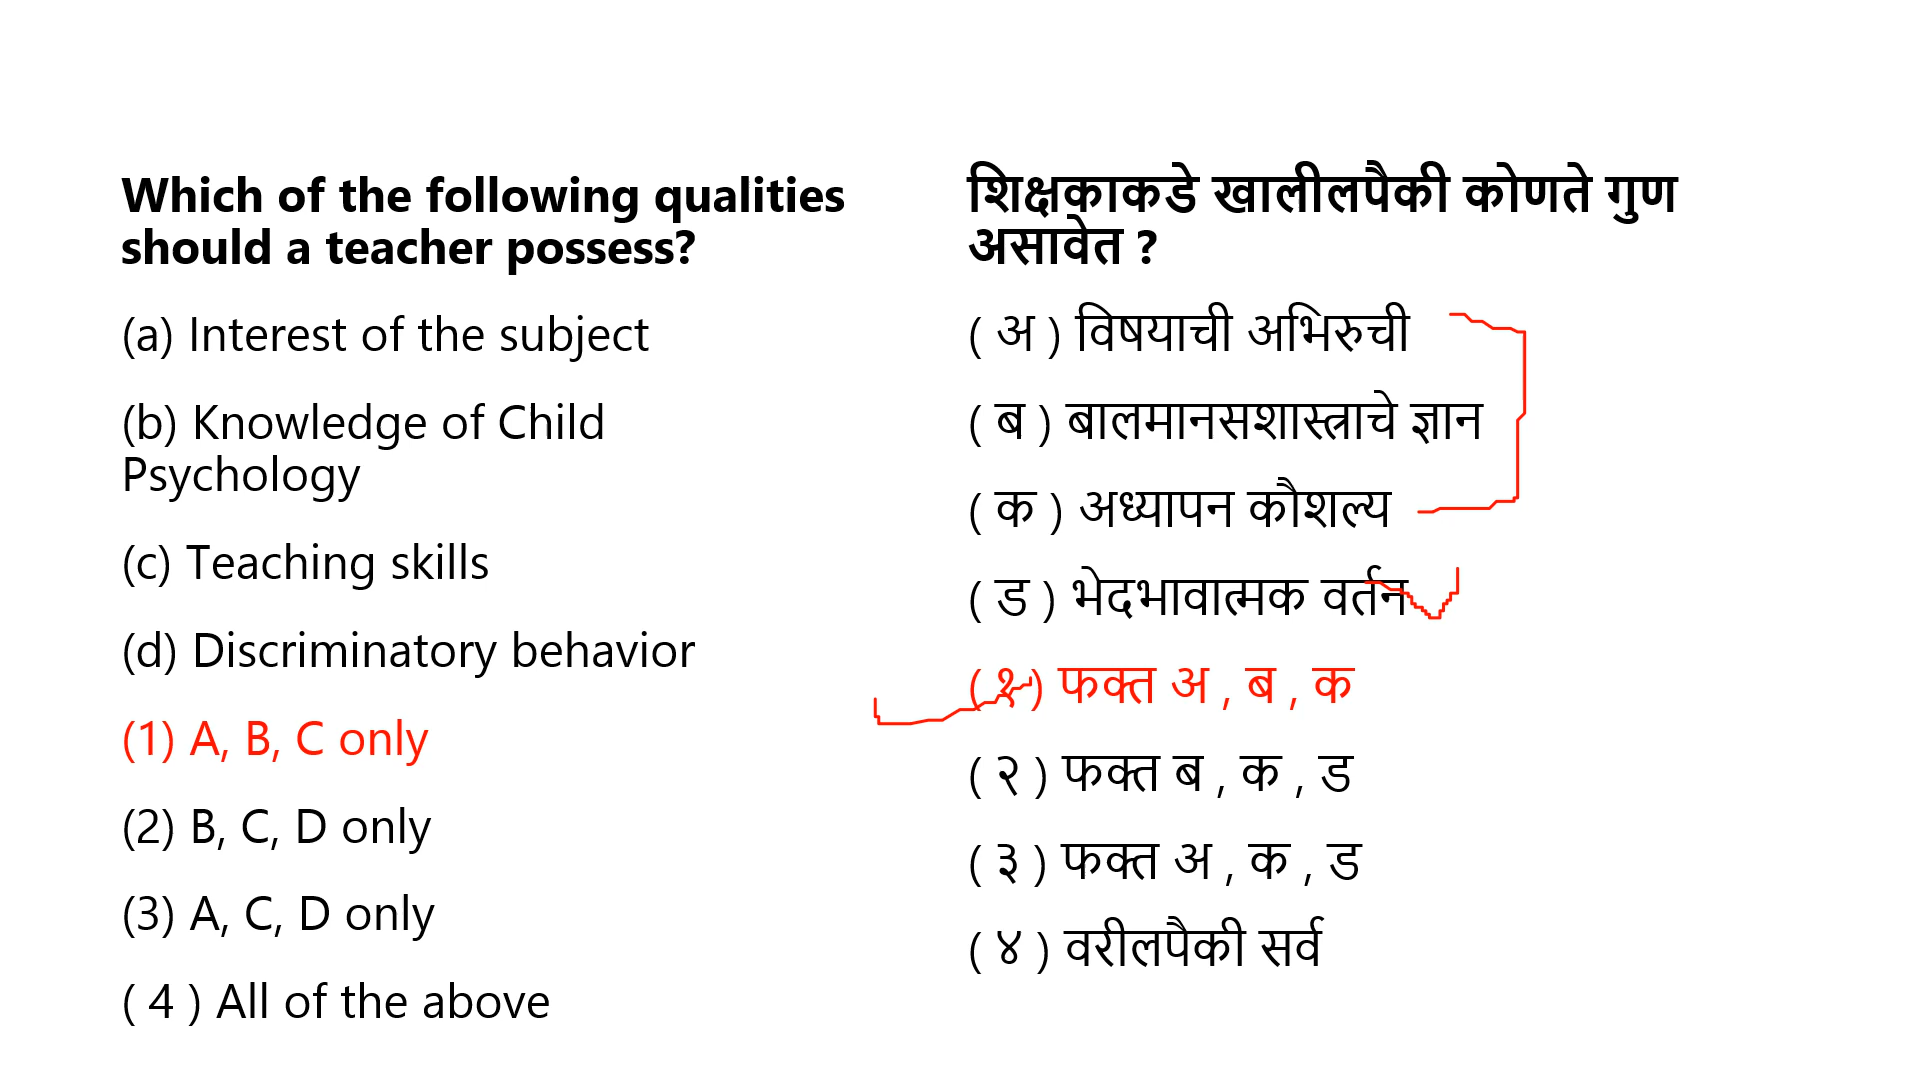 Which of the following qualities
should a teacher possess?
(a) Interest of the subject
(b) Knowledge of Child
Psychology
(c) Teaching skills
(d) Discriminatory behavior
(1) A, B, C only
(2) B, C, D only
(3) A, C, D only
( 4 ) All of the above
शिक्षकाकडे खालीलपैकी कोणते गुण
असावेत ?
( अ ) विषयाची अभिरुची
( ब ) बालमानसशास्त्राचे ज्ञान
( क ) अध्यापन कौशल्य
( ड ) भेदभावात्मक वर्तन
( १ ) फक्त अ , ब , क
( २ ) फक्त ब , क , ड
( ३ ) फक्त अ , क , ड
( ४ ) वरीलपैकी सर्व